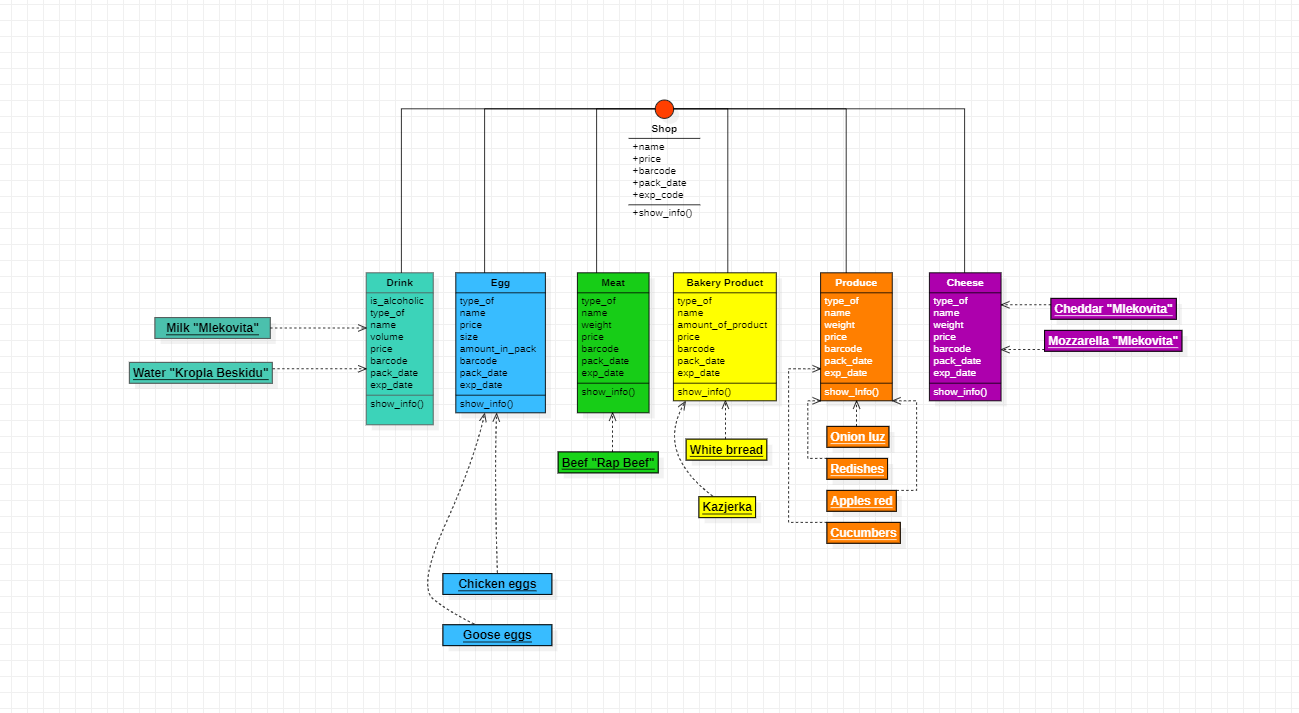 Shop
+name
+price
+barcode
+pack_date
+exp_code
+show_info()
Drink
is_alcoholic
type_of
name
volume
price
barcode
pack_date
exp_date
show_info()
Egg
type_of
name
price
size
amount_in_pack
barcode
pack_date
exp_date
show_info()
Meat
type_of
name
weight
price
barcode
pack_date
exp_date
show_info()
Bakery Product
type_of
name
amount_of_product
price
barcode
pack_date
exp_date
show_info()
Produce
type_of
name
weight
price
barcode
pack_date
exp_date
show_info()
Cheese
type_of
name
weight
price
barcode
pack_date
exp_date
show_info()
Milk "Mlekovita"
Water "Kropla Beskidu"
Cheddar "Mlekovita"
Mozzarella "Mlekovita"
Beef "Rap Beef"
White brread
Kazjerka
Onion luz
Redishes
Apples red
Cucumbers
Chicken eggs
Goose eggs